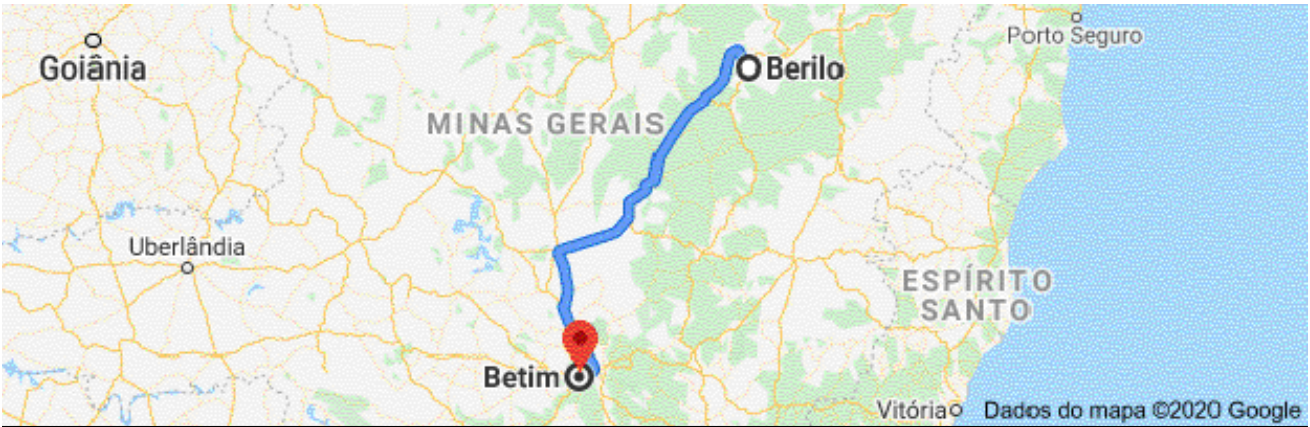 Porto Seguro
Goiânia
Berilo
MINAS GERAIS
Uberlândia
ESPÍRITO
SANTO
Betim
Vitória
Dados do mapa ©2020 Google